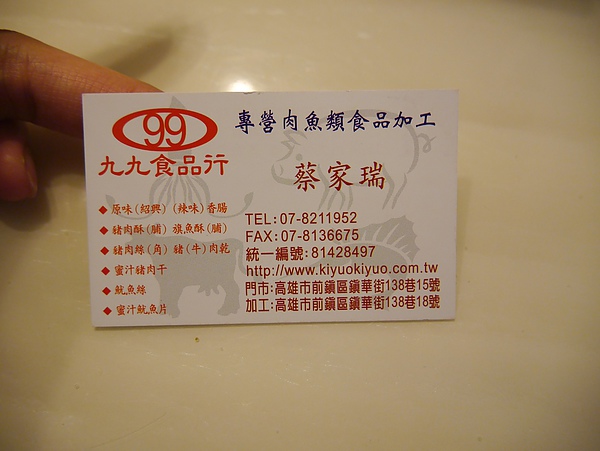 99
九九食品行
專營肉魚類食品加工
蔡家瑞
◆原味(紹興)(辣味)香腸
◆豬肉酥(脯) 旗魚酥(脯)
◆豬肉絲(角) 豬(牛)肉乾
◆蜜汁豬肉干
◆魷魚絲
◆蜜汁魷魚片
TEL:07-8211952
FAX:07-8136675
統一編號:81428497
http://www.kiyuokiyuo.com.tw
門市:高雄市前鎮區鎮華街138巷15號
加工:高雄市前鎮區鎮華街138巷18號